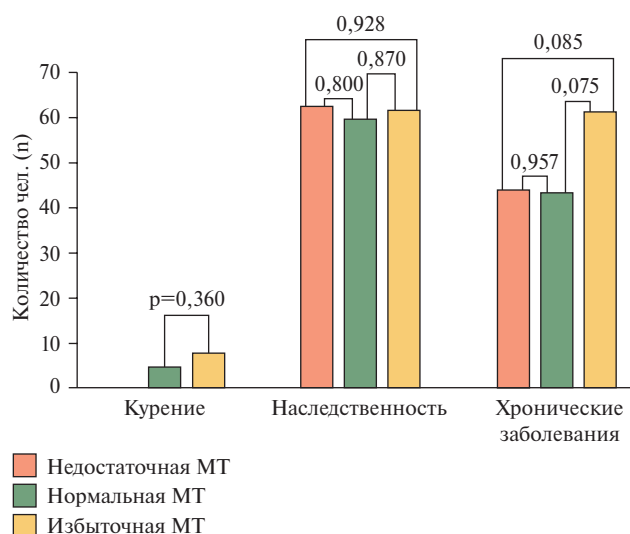 0,928
0,085
70
0,870
0,800
0,075
60
50
0,957
40
30
p=0,360
20
10
0
Количество чел. (n)
Курение
Наследственность
Хронические
заболевания
Недостаточная МТ
Нормальная МТ
Избыточная МТ